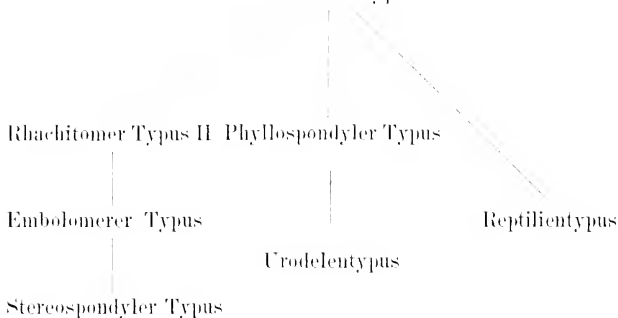 Rhachitomer Typus II Phyllospondyler Typus
Embolomerer Typus
Reptilientypus
Urodelentypus
Stereospondyler Typus